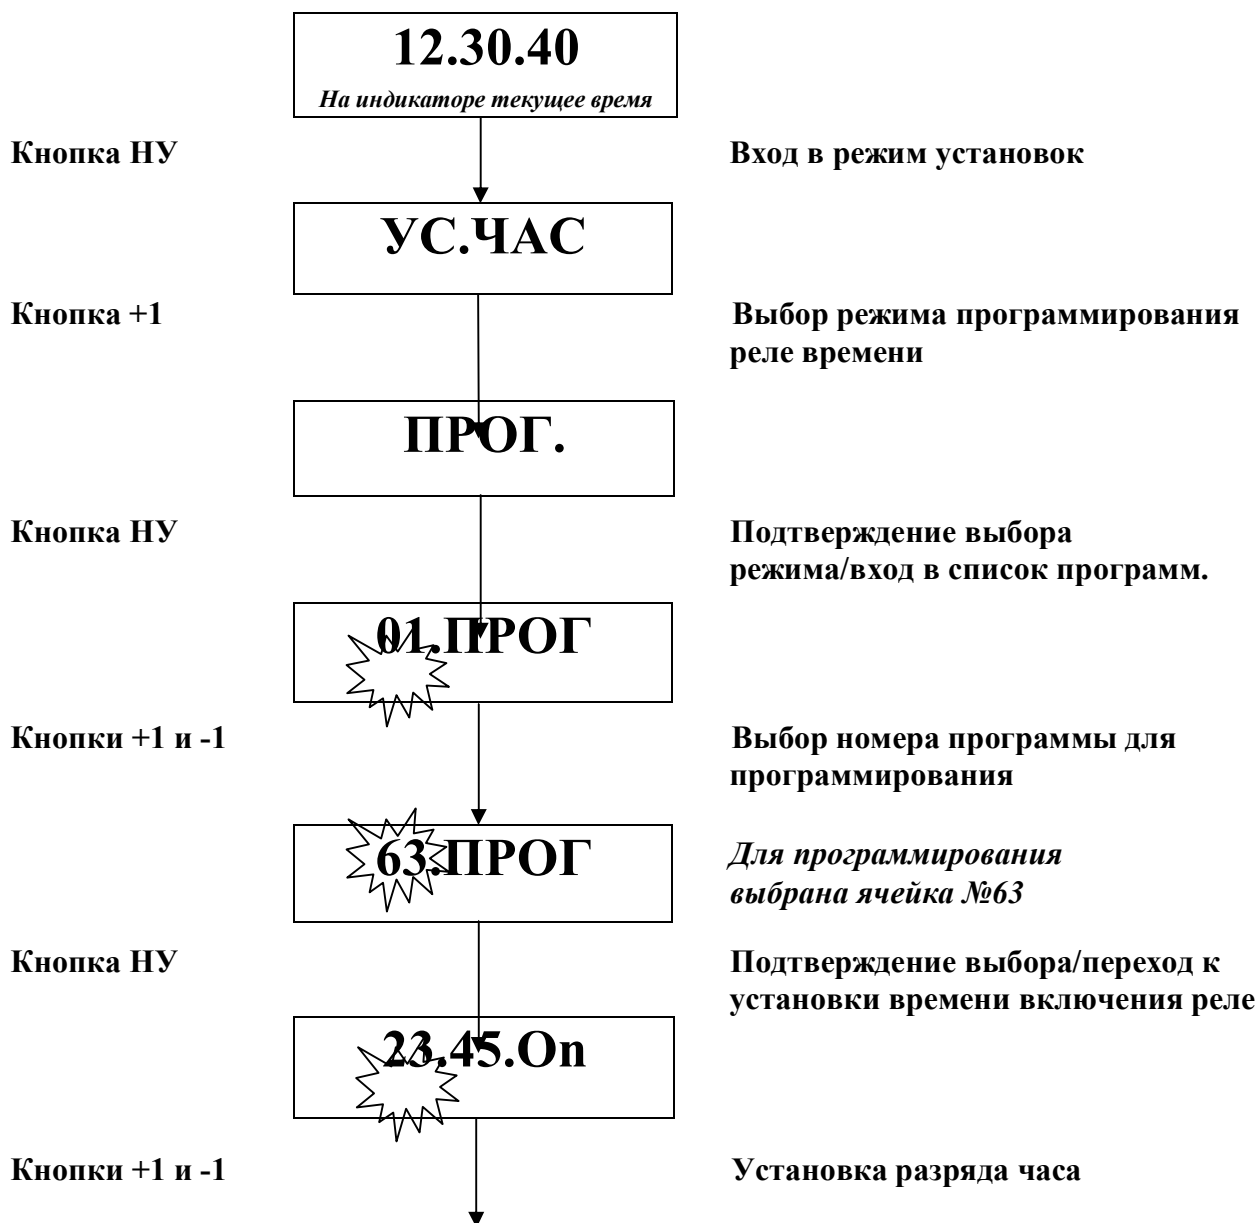 12.30.40
На индикаторе текущее время
Кнопка НУ
Вход в режим установок
УС.ЧАС
Кнопка +1
Выбор режима программирования
реле времени
ПРОГ.
Кнопка НУ
Подтверждение выбора
режима/вход в список программ.
01.ПРОГ
Кнопки +1 и -1
Выбор номера программы для
программирования
63.ПРОГ
Для программирования
выбрана ячейка №63
Кнопка НУ
Подтверждение выбора/переход к
установки времени включения реле
23.45.On
Кнопки +1 и -1
Установка разряда часа